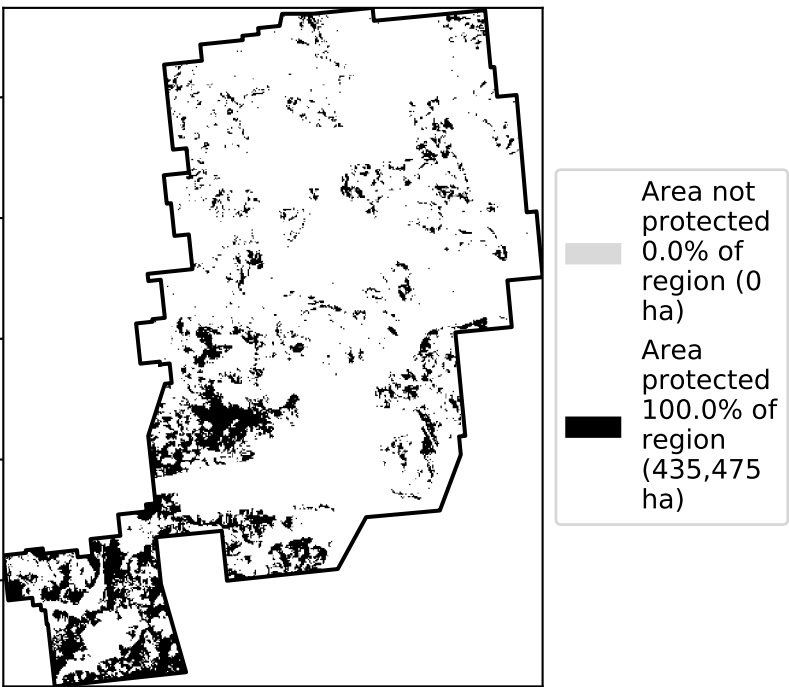 Area not
protected
0.0% of
region (0
ha)
Area
protected
100.0% of
region
(435,475
ha)